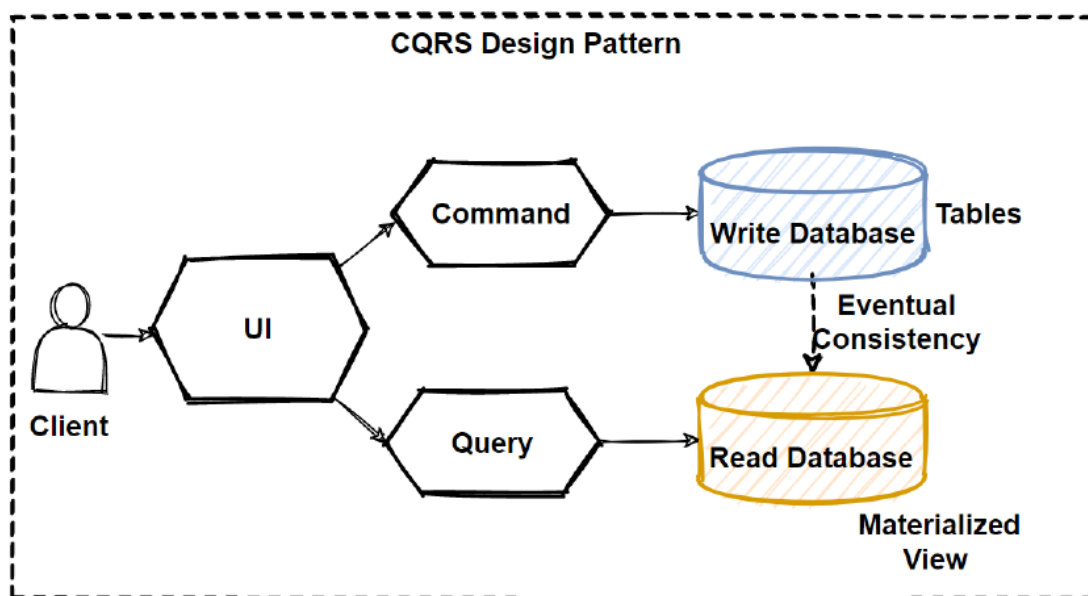 CQRS Design Pattern
Command
Write Database
Tables
Eventual
Consistency
UI
Client
Query
Read Database
Materialized
View